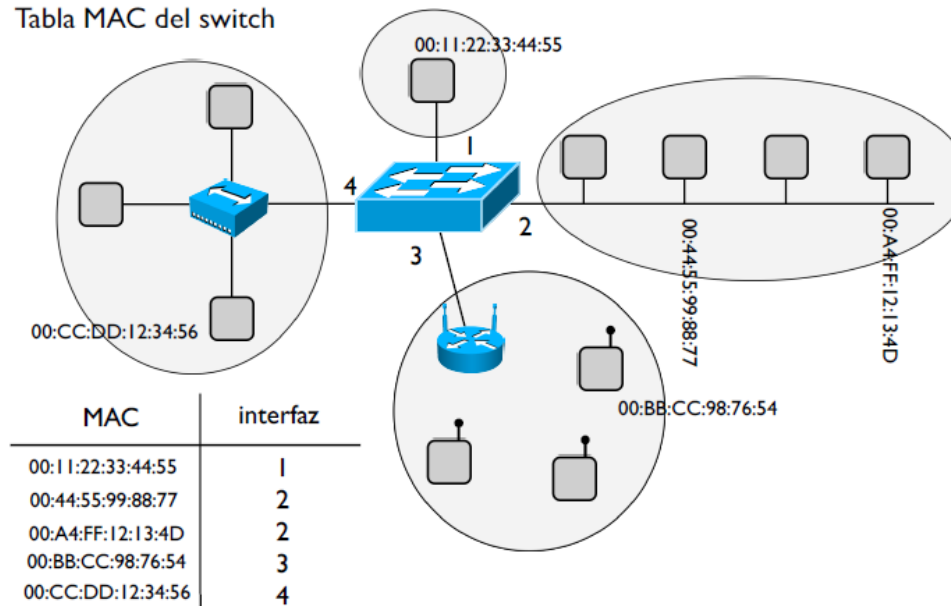 Tabla MAC del switch
00:11:22:33:44:55
1
4
2
3
00:44:55:99:88:77
00:A4:FF:12:13:4D
00:CC:DD:12:34:56
00:BB:CC:98:76:54
MAC interfaz
00:11:22:33:44:55 1
00:44:55:99:88:77 2
00:A4:FF:12:13:4D 2
00:BB:CC:98:76:54 3
00:CC:DD:12:34:56 4